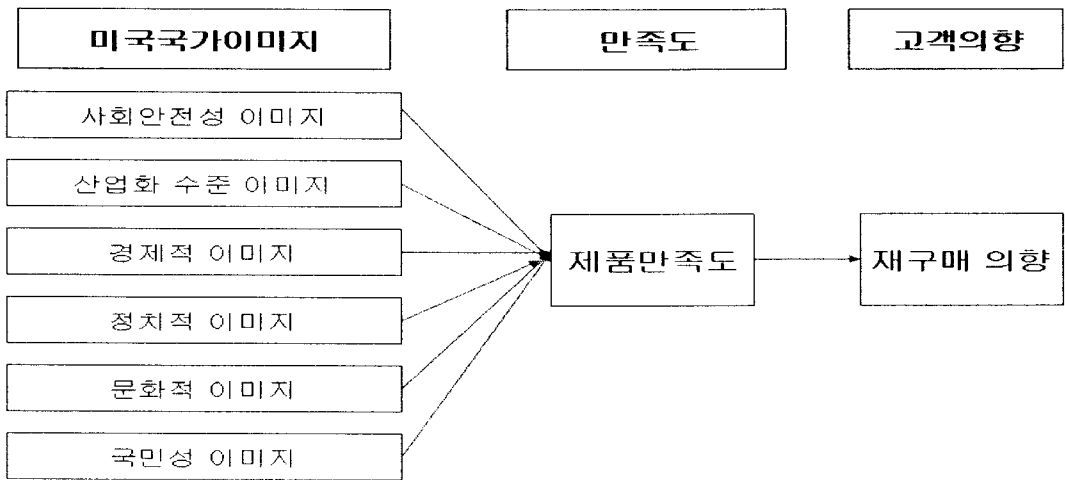 미국국가이미지
만족도
고객의향
사회안전성 이미지
산업화 수준 이미지
경제적 이미지
정치적 이미지
문화적 이미지
국민성 이미지
제품만족도
재구매 의향